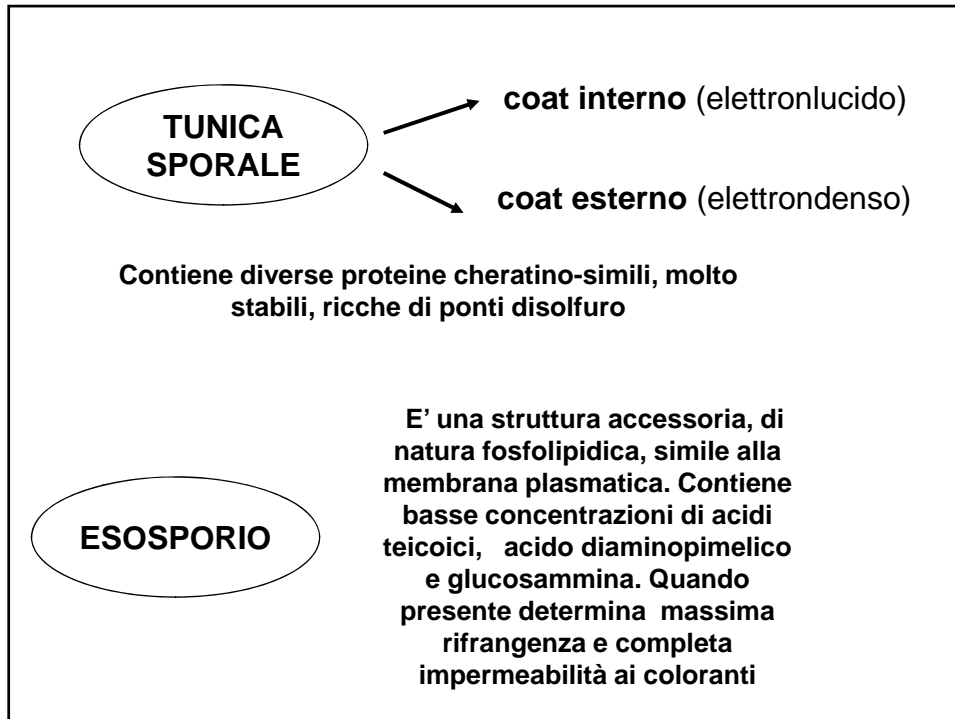 coat interno (elettronlucido)
TUNICA
SPORALE
coat esterno (elettrondenso)
Contiene diverse proteine cheratino-simili, molto
stabili, ricche di ponti disolfuro
E' una struttura accessoria, di
natura fosfolipidica, simile alla
membrana plasmatica. Contiene
basse concentrazioni di acidi
teicoici, acido diaminopimelico
e glucosammina. Quando
presente determina massima
rifrangenza e completa
impermeabilità ai coloranti
ESOSPORIO